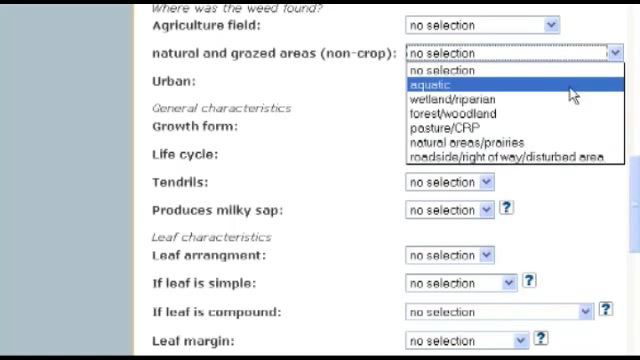 Where was the weed found?
Agriculture field: no selection
natural and grazed areas (non-crop): no selection
no selection
Urban: aquatic
wetland/riparian
General characteristics
forest/woodland
Growth form: pasture/CRP
natural areas/prairies
Life cycle: roadside/right of way/disturbed area
Tendrils: no selection
Produces milky sap: no selection ?
Leaf characteristics
Leaf arrangment: no selection
If leaf is simple: no selection ?
If leaf is compound: no selection ?
Leaf margin: no selection ?